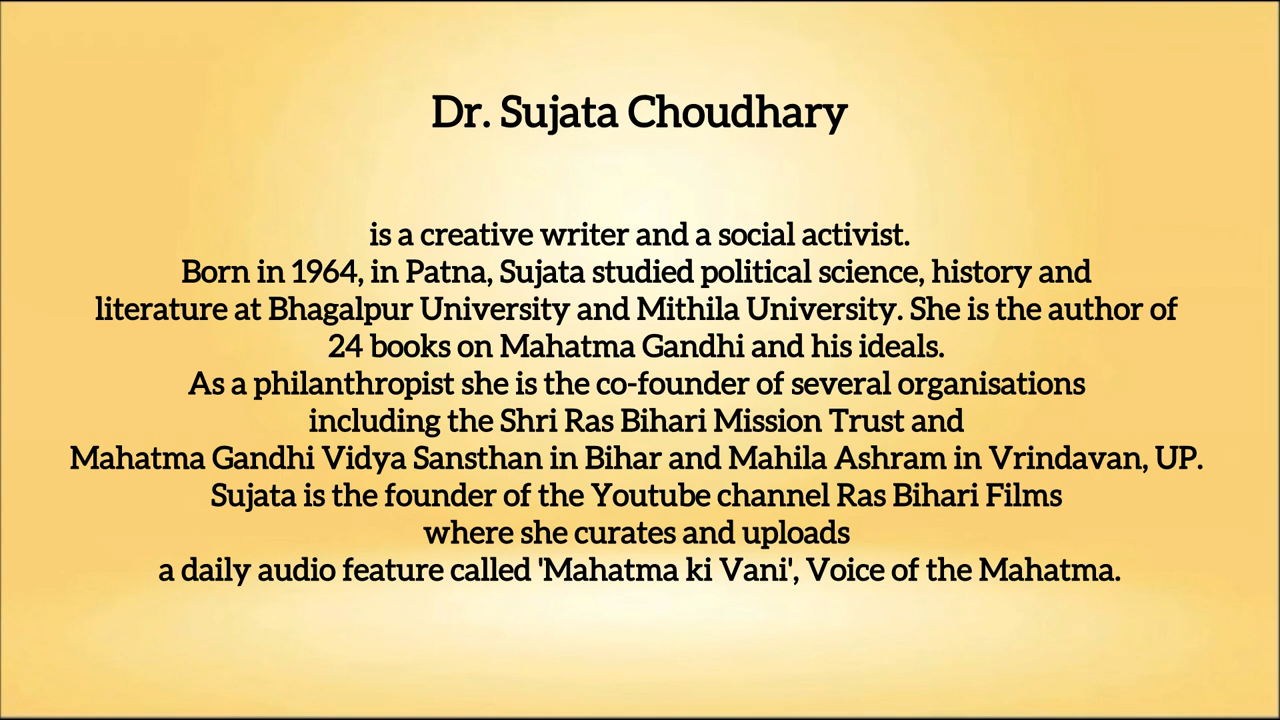 Dr. Sujata Choudhary
is a creative writer and a social activist.
Born in 1964, in Patna, Sujata studied political science, history and
literature at Bhagalpur University and Mithila University. She is the author of
24 books on Mahatma Gandhi and his ideals.
As a philanthropist she is the co-founder of several organisations
including the Shri Ras Bihari Mission Trust and
Mahatma Gandhi Vidya Sansthan in Bihar and Mahila Ashram in Vrindavan, UP.
Sujata is the founder of the Youtube channel Ras Bihari Films
where she curates and uploads
a daily audio feature called 'Mahatma ki Vani', Voice of the Mahatma.